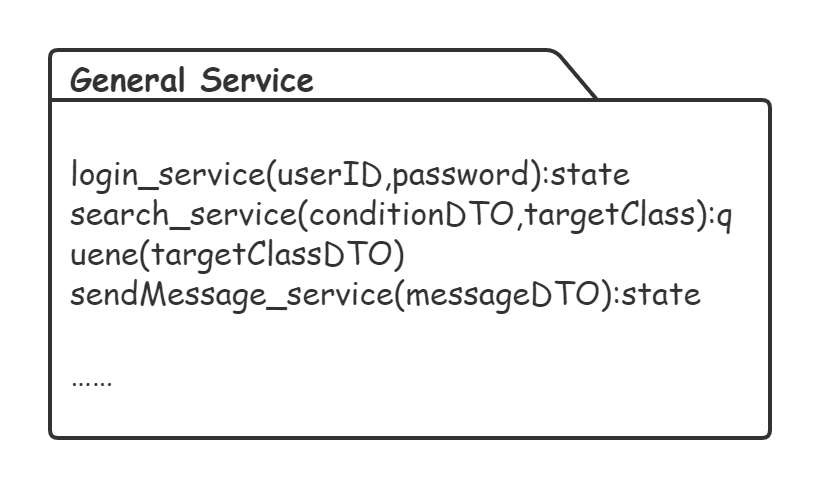 General Service
login_service(userID,password):state
search_service(conditionDTO,targetClass):q
uene(targetClassDTO)
sendMessage_service(messageDTO):state
......